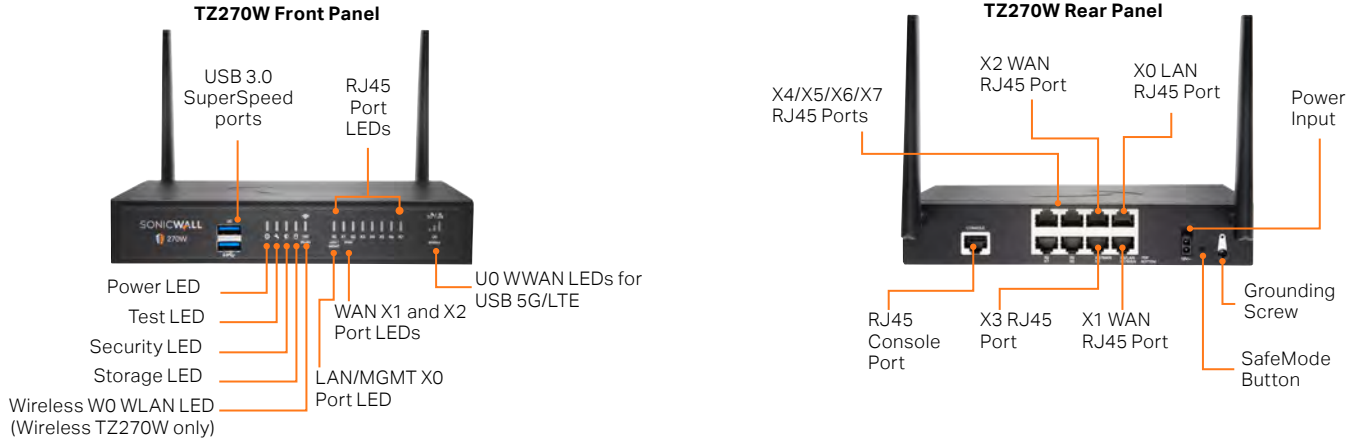 TZ270W Front Panel
USB 3.0
SuperSpeed
ports
RJ45
Port
LEDs
SONICWALL
270W
Power LED
Test LED
Security LED
Storage LED
Wireless W0 WLAN LED
(Wireless TZ270W only)
WAN X1 and X2
Port LEDs
LAN/MGMT X0
Port LED
U0 WWAN LEDs for
USB 5G/LTE
TZ270W Rear Panel
X4/X5/X6/X7
RJ45 Ports
X2 WAN
RJ45 Port
X0 LAN
RJ45 Port
Power
Input
CONSOLE
RJ45
Console
Port
X3 RJ45
Port
X1 WAN
RJ45 Port
Grounding
Screw
SafeMode
Button